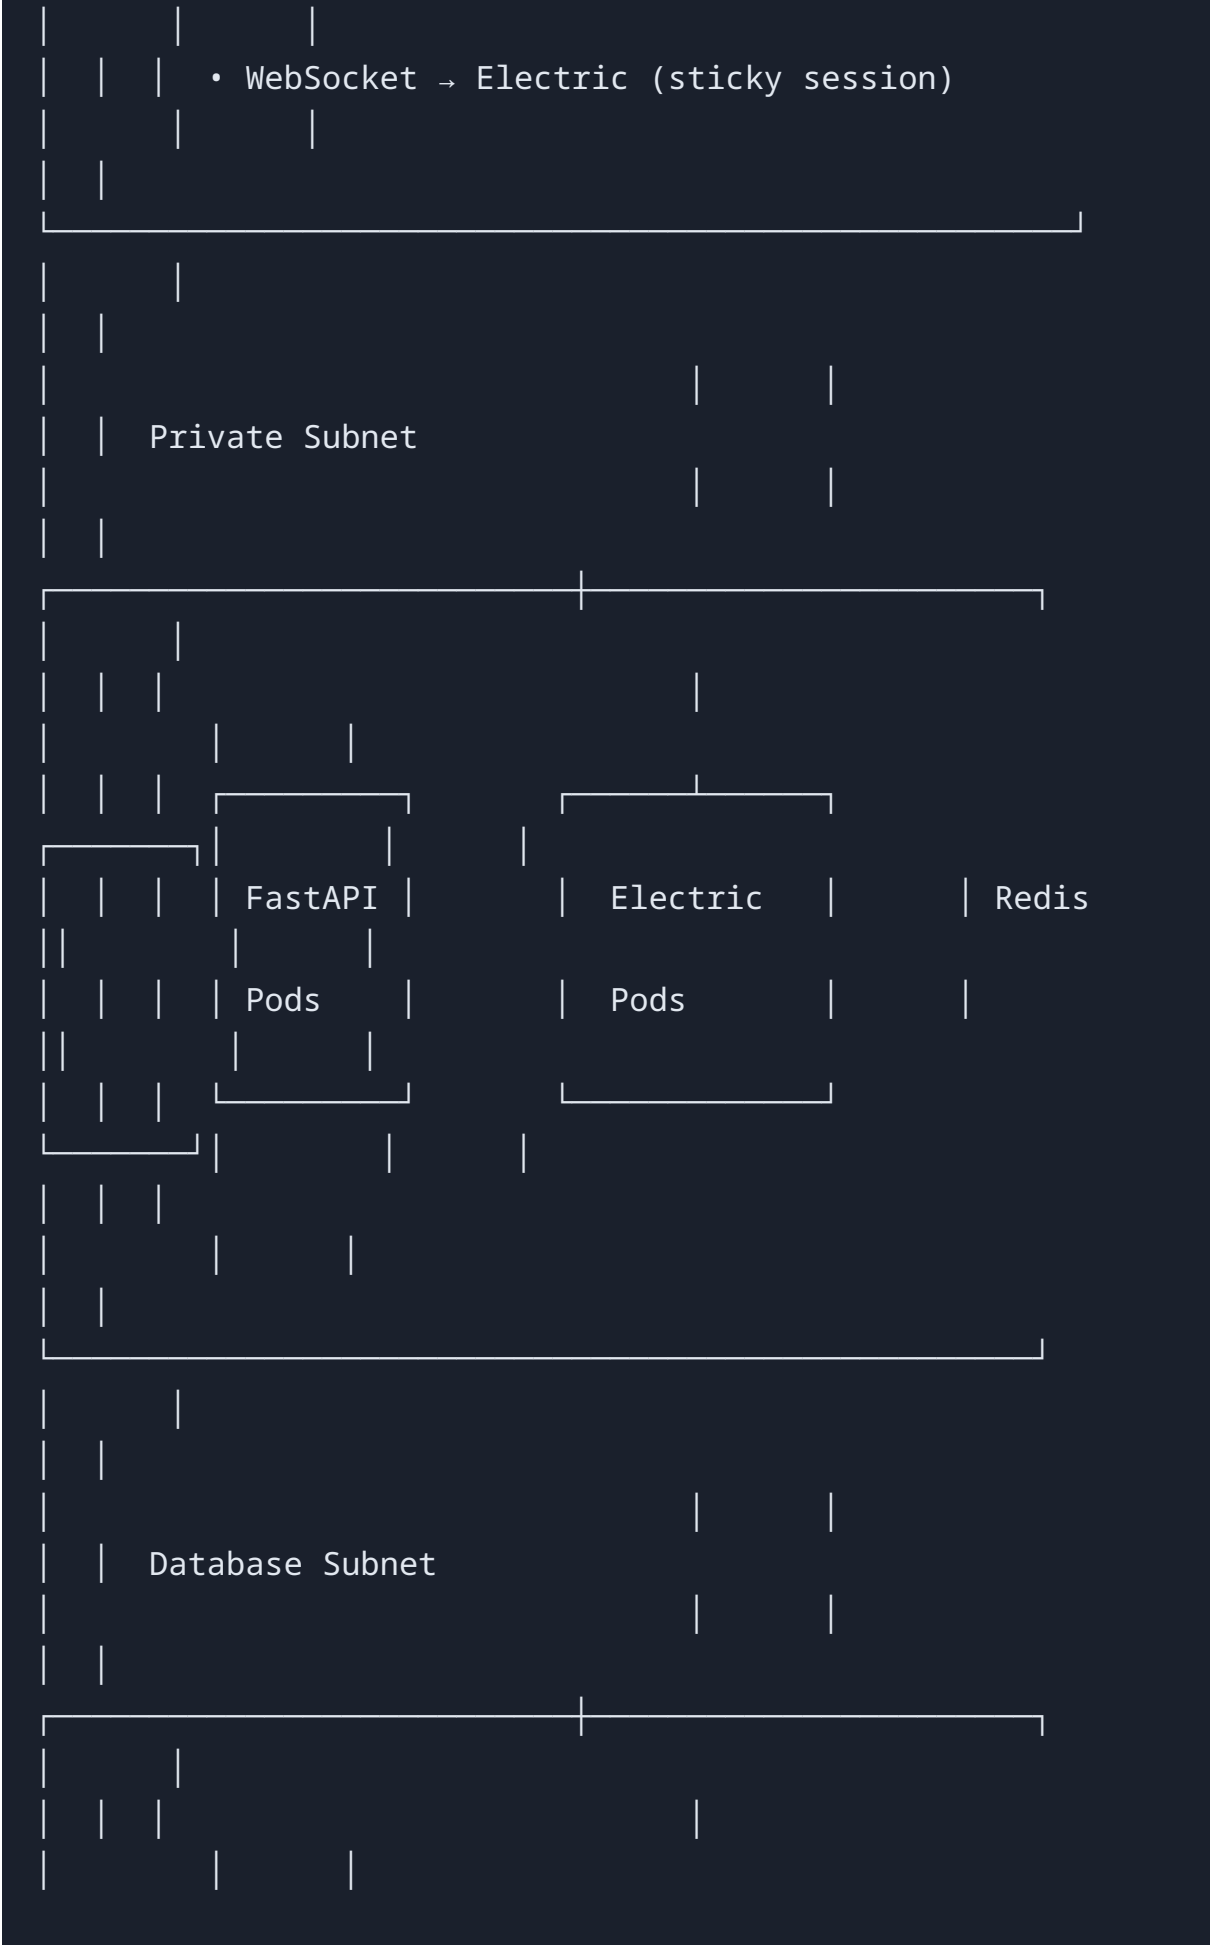 • WebSocket → Electric (sticky session)
Private Subnet
FastAPI Electric Redis
Pods Pods
Database Subnet